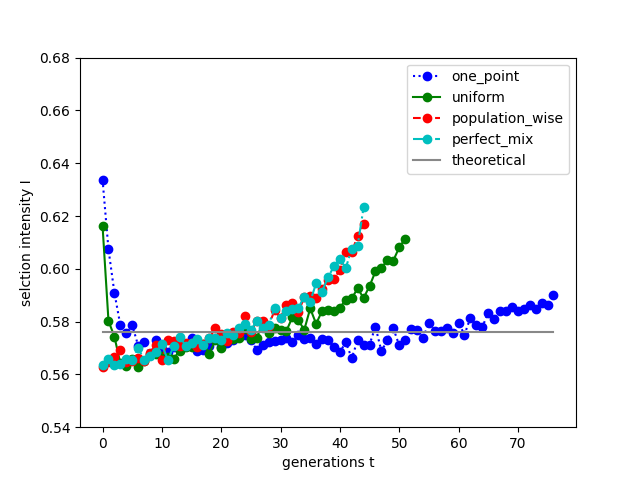 0.68
0.66
0.64
0.62
0.60
0.58
0.56
0.54
selction intensity I
0 10 20 30 40 50 60 70
generations t
one_point
uniform
population_wise
perfect_mix
theoretical